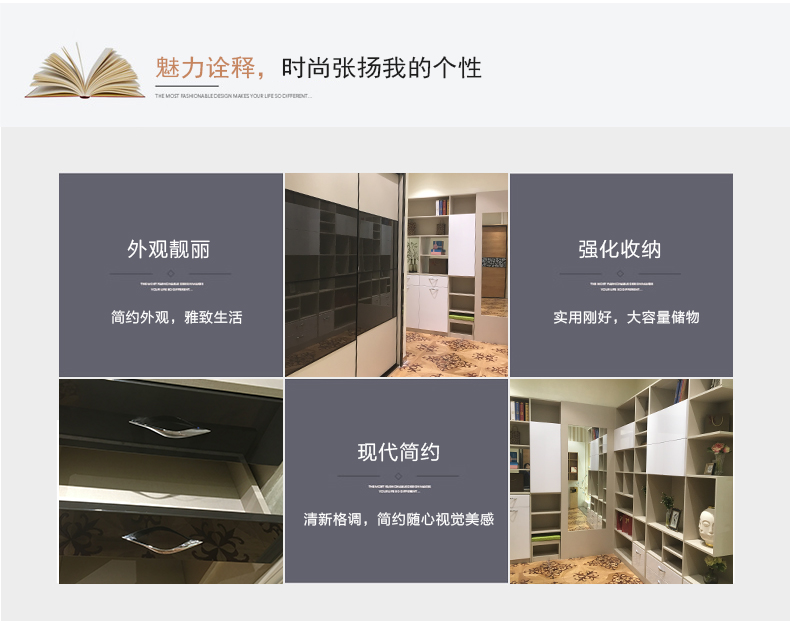 魅力诠释，时尚张扬我的个性
THE MOST FASHIONABLE DESIGN MAKES YOUR LIFE SO DIFFERENT...
外观靓丽
THE MOST FASHIONABLE DESIGN MAKES
YOUR LIFE SO DIFFERENT...
简约外观，雅致生活
强化收纳
THE MOST FASHIONABLE DESIGN MAKES
YOUR LIFE SO DIFFERENT...
实用刚好，大容量储物
现代简约
THE MOST FASHIONABLE DESIGN MAKES
YOUR LIFE SO DIFFERENT...
清新格调，简约随心视觉美感